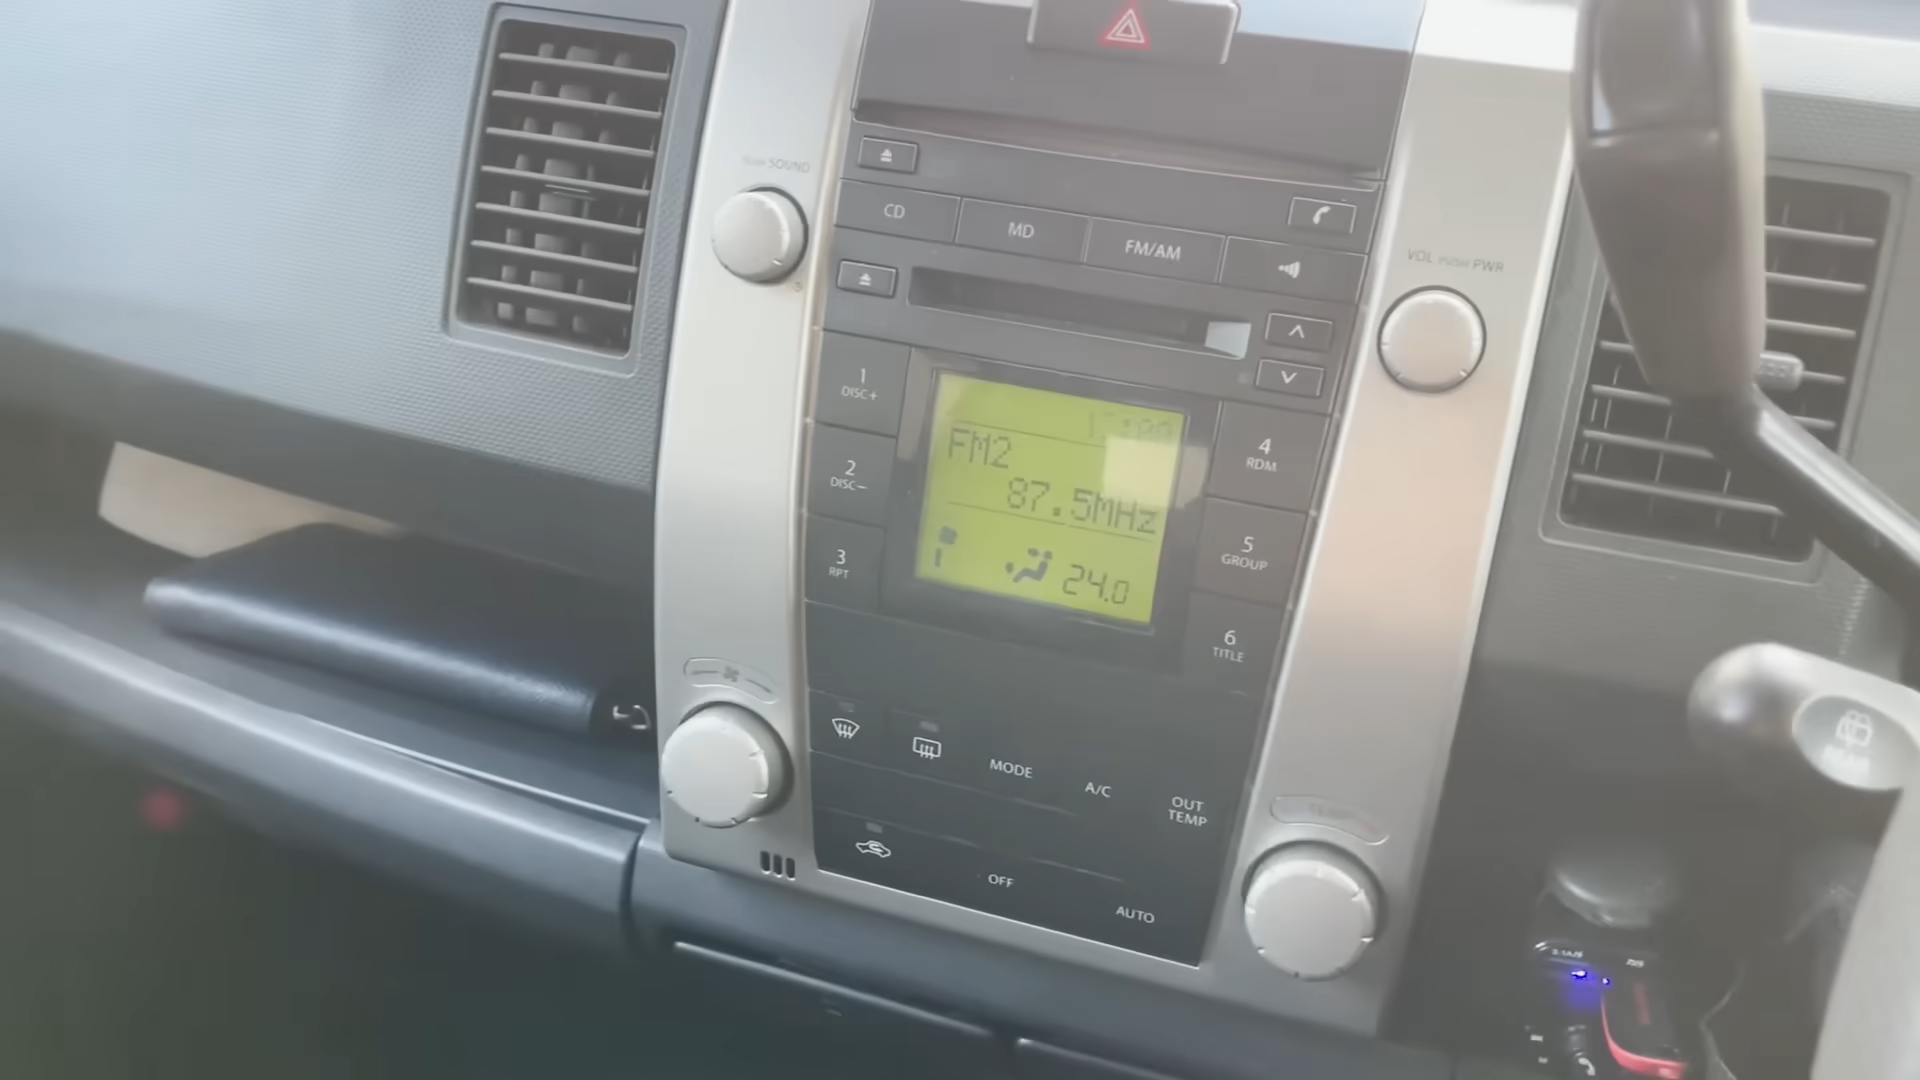 PUSH SOUND
CD
MD
FM/AM
VOL PUSH PWR
1
DISC+
2
DISC-
3
RPT
FM2
87.5MHz
24.0
4
RDM
5
GROUP
6
TITLE
MODE
A/C
OUT
TEMP
OFF
AUTO